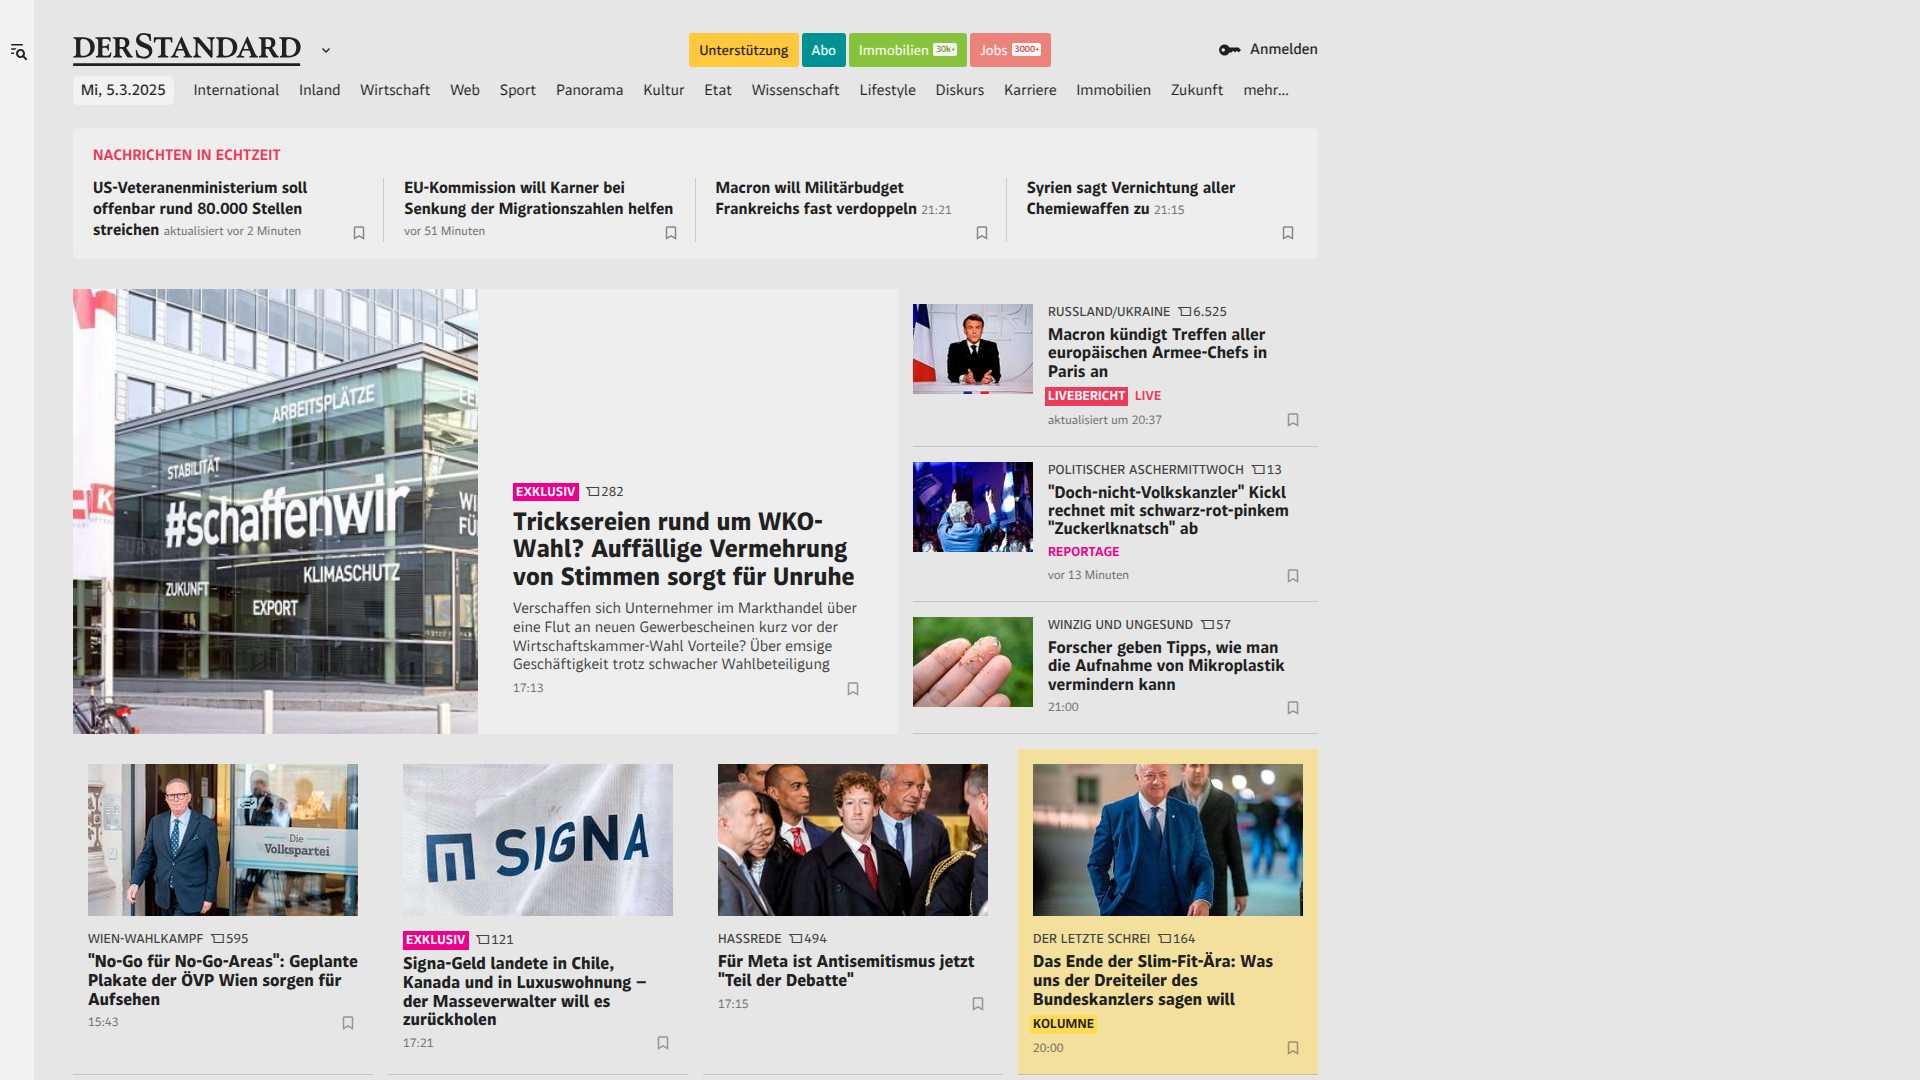 DERSTANDARD
Unterstützung
Abo
Immobilien 30k+
Jobs 3000+
Anmelden
Mi, 5.3.2025
International
Inland
Wirtschaft
Web
Sport
Panorama
Kultur
Etat
Wissenschaft
Lifestyle
Diskurs
Karriere
Immobilien
Zukunft
mehr...
NACHRICHTEN IN ECHTZEIT
US-Veteranenministerium soll
offenbar rund 80.000 Stellen
streichen aktualisiert vor 2 Minuten
EU-Kommission will Karner bei
Senkung der Migrationszahlen helfen
vor 51 Minuten
Macron will Militärbudget
Frankreichs fast verdoppeln 21:21
Syrien sagt Vernichtung aller
Chemiewaffen zu 21:15
ARBEITSPLÄTZE
STABILITÄT
#schaffenwir
KLIMASCHUTZ
ZUKUNFT
EXPORT
EXKLUSIV 282
Tricksereien rund um WKO-
Wahl? Auffällige Vermehrung
von Stimmen sorgt für Unruhe
Verschaffen sich Unternehmer im Markthandel über
eine Flut an neuen Gewerbescheinen kurz vor der
Wirtschaftskammer-Wahl Vorteile? Über emsige
Geschäftigkeit trotz schwacher Wahlbeteiligung
17:13
RUSSLAND/UKRAINE 6.525
Macron kündigt Treffen aller
europäischen Armee-Chefs in
Paris an
LIVEBERICHT LIVE
aktualisiert um 20:37
POLITISCHER ASCHERMITTWOCH 13
"Doch-nicht-Volkskanzler" Kickl
rechnet mit schwarz-rot-pinkem
"Zuckerlknatsch" ab
REPORTAGE
vor 13 Minuten
WINZIG UND UNGESUND 57
Forscher geben Tipps, wie man
die Aufnahme von Mikroplastik
vermindern kann
21:00
Die
Volkspartei
WIEN-WAHLKAMPF 595
"No-Go für No-Go-Areas": Geplante
Plakate der ÖVP Wien sorgen für
Aufsehen
15:43
SIGNA
EXKLUSIV 121
Signa-Geld landete in Chile,
Kanada und in Luxuswohnung –
der Masseverwalter will es
zurückholen
17:21
HASSREDE 494
Für Meta ist Antisemitismus jetzt
"Teil der Debatte"
17:15
DER LETZTE SCHREI 164
Das Ende der Slim-Fit-Ära: Was
uns der Dreiteiler des
Bundeskanzlers sagen will
KOLUMNE
20:00